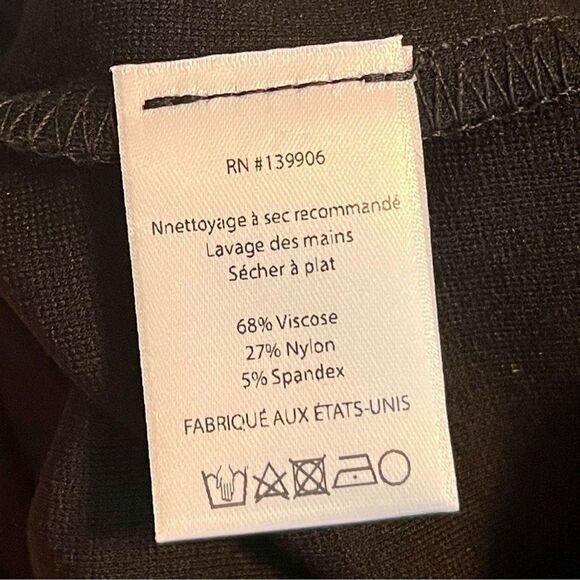 RN #139906
Nnettoyage à sec recommandé
Lavage des mains
Sécher à plat
68% Viscose
27% Nylon
5% Spandex
FABRIQUÉ AUX ÉTATS-UNIS